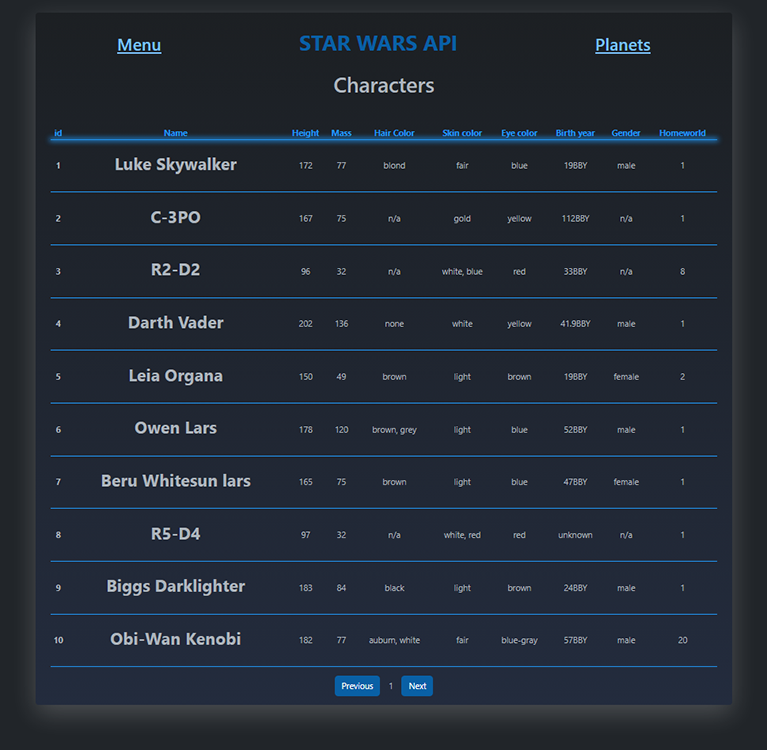 Menu STAR WARS API Planets
Characters
id Name Height Mass Hair Color Skin color Eye color Birth year Gender Homeworld
1 Luke Skywalker 172 77 blond fair blue 19BBY male 1
2 C-3PO 167 75 n/a gold yellow 112BBY n/a 1
3 R2-D2 96 32 n/a white, blue red 33BBY n/a 8
4 Darth Vader 202 136 none white yellow 41.9BBY male 1
5 Leia Organa 150 49 brown light brown 19BBY female 2
6 Owen Lars 178 120 brown, grey light blue 52BBY male 1
7 Beru Whitesun lars 165 75 brown light blue 47BBY female 1
8 R5-D4 97 32 n/a white, red red unknown n/a 1
9 Biggs Darklighter 183 84 black light brown 24BBY male 1
10 Obi-Wan Kenobi 182 77 auburn, white fair blue-gray 57BBY male 20
Previous 1 Next